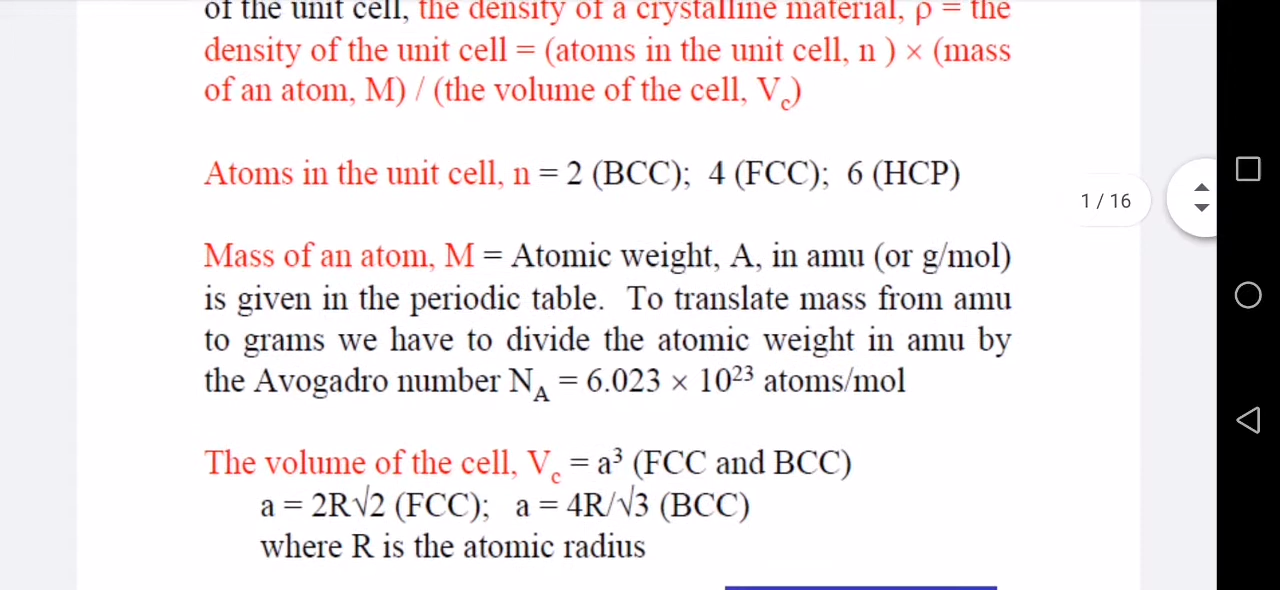 of the unit cell, the density of a crystalline material, ρ = the
density of the unit cell = (atoms in the unit cell, n ) × (mass
of an atom, M) / (the volume of the cell, Vc)
Atoms in the unit cell, n = 2 (BCC); 4 (FCC); 6 (HCP)
1 / 16
Mass of an atom, M = Atomic weight, A, in amu (or g/mol)
is given in the periodic table. To translate mass from amu
to grams we have to divide the atomic weight in amu by
the Avogadro number NA = 6.023 × 10²³ atoms/mol
The volume of the cell, Vc = a³ (FCC and BCC)
a = 2R√2 (FCC); a = 4R/√3 (BCC)
where R is the atomic radius